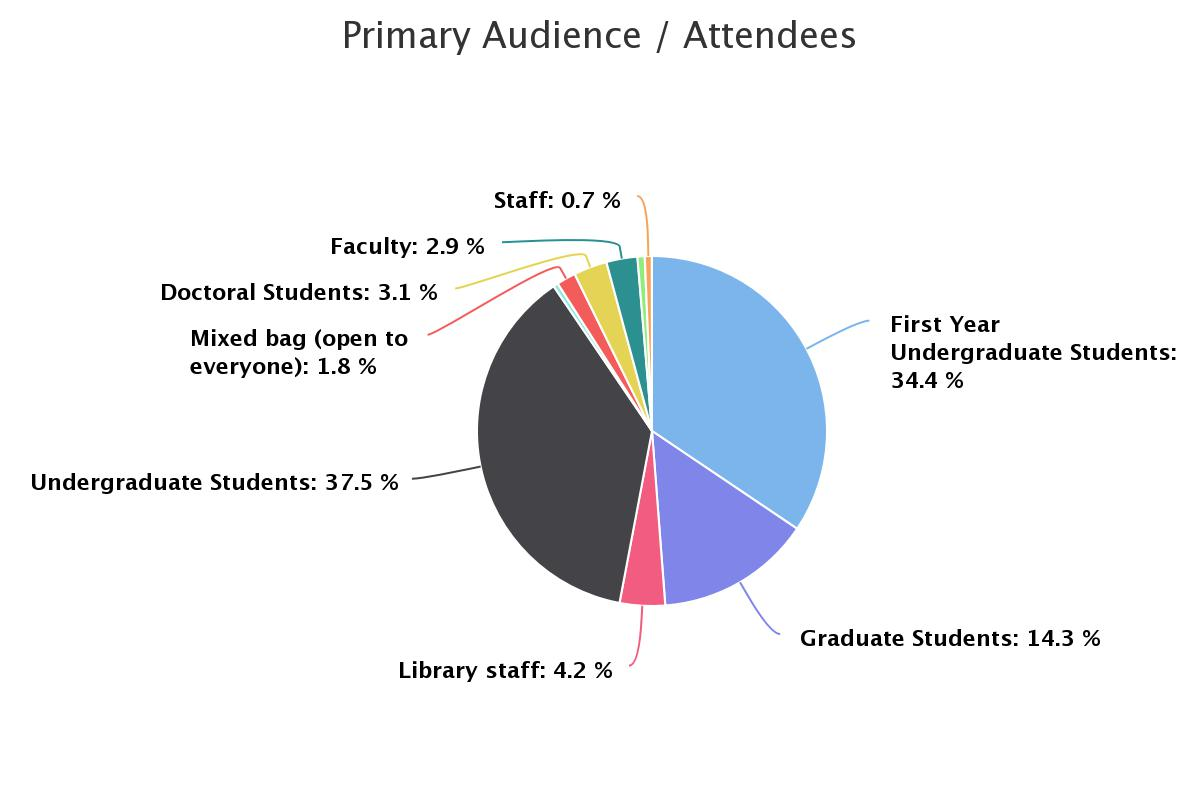 Primary Audience / Attendees
Staff: 0.7 %
Faculty: 2.9 %
Doctoral Students: 3.1 %
Mixed bag (open to
everyone): 1.8 %
First Year
Undergraduate Students:
34.4 %
Undergraduate Students: 37.5 %
Graduate Students: 14.3 %
Library staff: 4.2 %